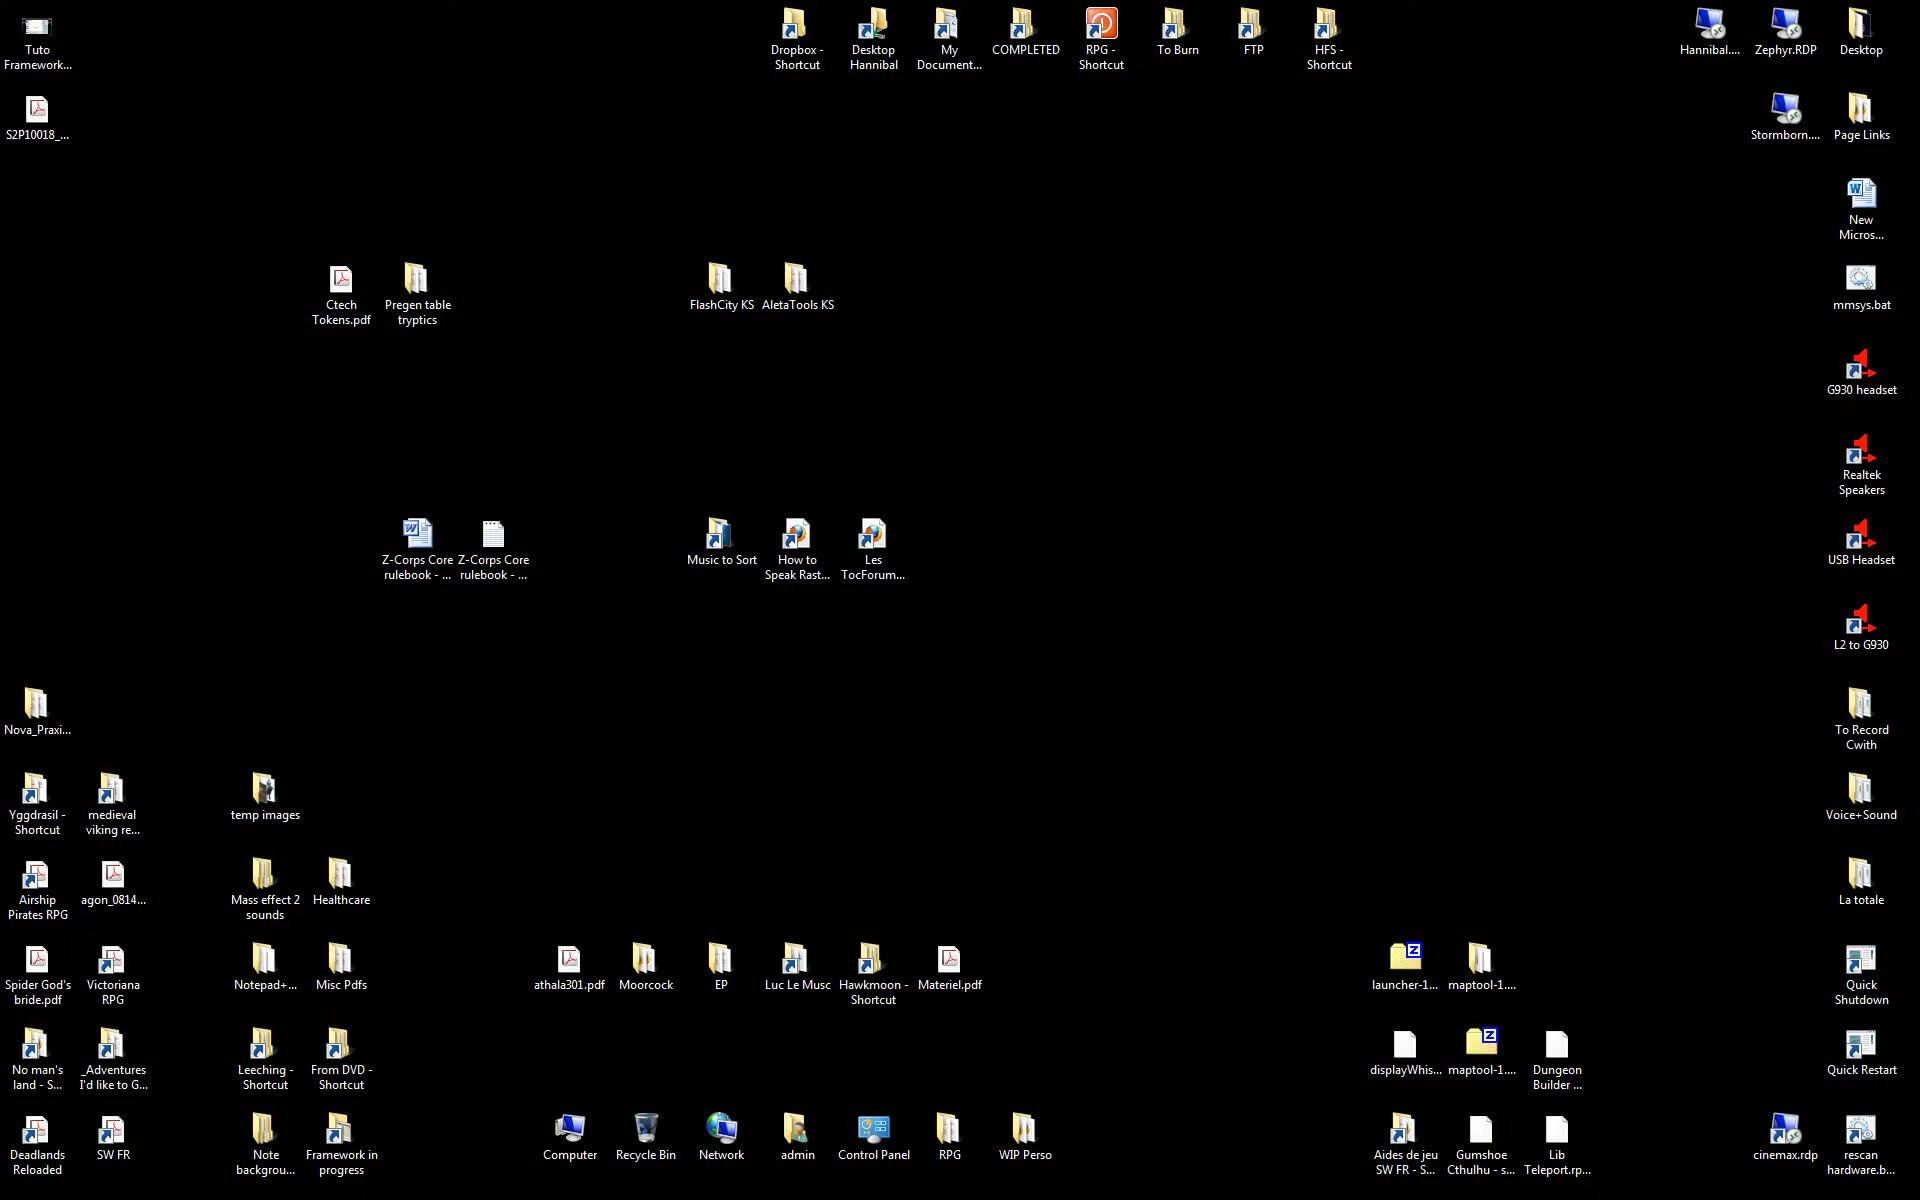 Tuto
Framework...
Dropbox -
Shortcut
Desktop
Hannibal
My
Document...
COMPLETED
RPG -
Shortcut
To Burn
FTP
HFS -
Shortcut
Hannibal....
Zephyr.RDP
Desktop
S2P10018_...
Stormborn....
Page Links
New
Micros...
Ctech
Tokens.pdf
Pregen table
tryptics
FlashCity KS
AletaTools KS
mmsys.bat
G930 headset
Realtek
Speakers
Z-Corps Core
rulebook - ...
Z-Corps Core
rulebook - ...
Music to Sort
How to
Speak Rast...
Les
TocForum...
USB Headset
L2 to G930
Nova_Praxi...
To Record
Cwith
Yggdrasil -
Shortcut
medieval
viking re...
temp images
Voice+Sound
Airship
Pirates RPG
agon_0814...
Mass effect 2
sounds
Healthcare
La totale
Spider God's
bride.pdf
Victoriana
RPG
Notepad+...
Misc Pdfs
athala301.pdf
Moorcock
EP
Luc Le Musc
Hawkmoon -
Shortcut
Materiel.pdf
launcher-1...
maptool-1....
Quick
Shutdown
No man's
land - S...
_Adventures
I'd like to G...
Leeching -
Shortcut
From DVD -
Shortcut
displayWhis...
maptool-1....
Dungeon
Builder ...
Quick Restart
Deadlands
Reloaded
SW FR
Note
backgrou...
Framework in
progress
Computer
Recycle Bin
Network
admin
Control Panel
RPG
WIP Perso
Aides de jeu
SW FR - S...
Gumshoe
Cthulhu - s...
Lib
Teleport.rp...
cinemax.rdp
rescan
hardware.b...